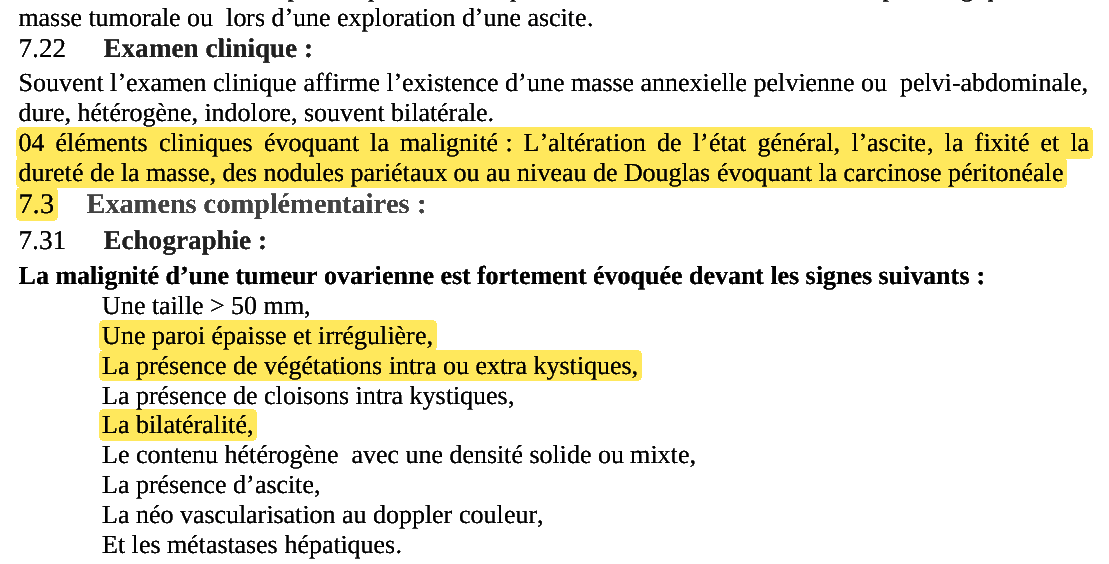 masse tumorale ou lors d’une exploration d’une ascite.
7.22 Examen clinique :
Souvent l’examen clinique affirme l’existence d’une masse annexielle pelvienne ou pelvi-abdominale,
dure, hétérogène, indolore, souvent bilatérale.
04 éléments cliniques évoquant la malignité : L’altération de l’état général, l’ascite, la fixité et la
dureté de la masse, des nodules pariétaux ou au niveau de Douglas évoquant la carcinose péritonéale
7.3 Examens complémentaires :
7.31 Echographie :
La malignité d’une tumeur ovarienne est fortement évoquée devant les signes suivants :
Une taille > 50 mm,
Une paroi épaisse et irrégulière,
La présence de végétations intra ou extra kystiques,
La présence de cloisons intra kystiques,
La bilatéralité,
Le contenu hétérogène avec une densité solide ou mixte,
La présence d’ascite,
La néo vascularisation au doppler couleur,
Et les métastases hépatiques.